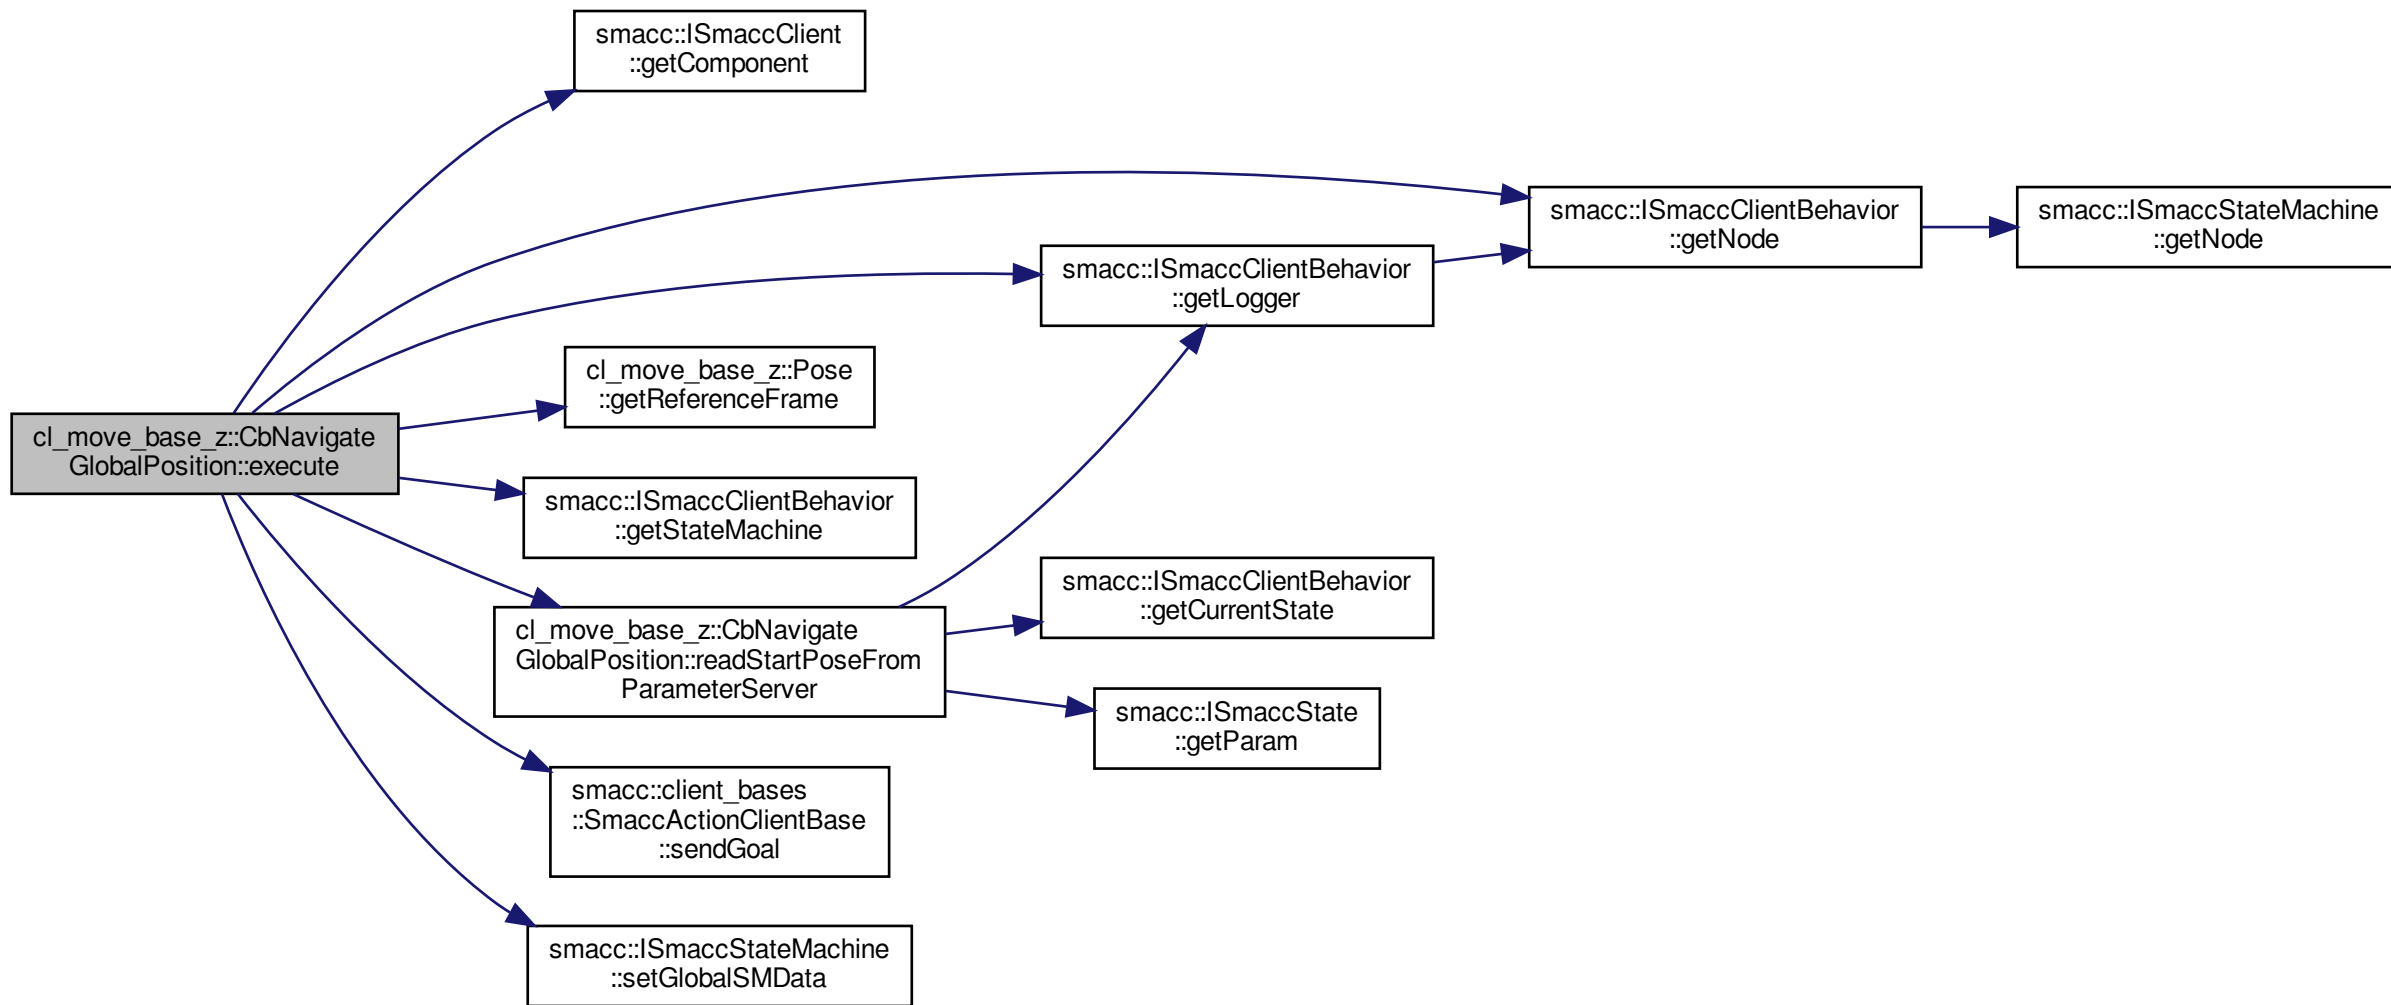 smacc::ISmaccClient
::getComponent
smacc::ISmaccClientBehavior
::getNode
smacc::ISmaccStateMachine
::getNode
smacc::ISmaccClientBehavior
::getLogger
cl_move_base_z::Pose
::getReferenceFrame
cl_move_base_z::CbNavigate
GlobalPosition::execute
smacc::ISmaccClientBehavior
::getStateMachine
smacc::ISmaccClientBehavior
::getCurrentState
cl_move_base_z::CbNavigate
GlobalPosition::readStartPoseFrom
ParameterServer
smacc::ISmaccState
::getParam
smacc::client_bases
::SmaccActionClientBase
::sendGoal
smacc::ISmaccStateMachine
::setGlobalSMData